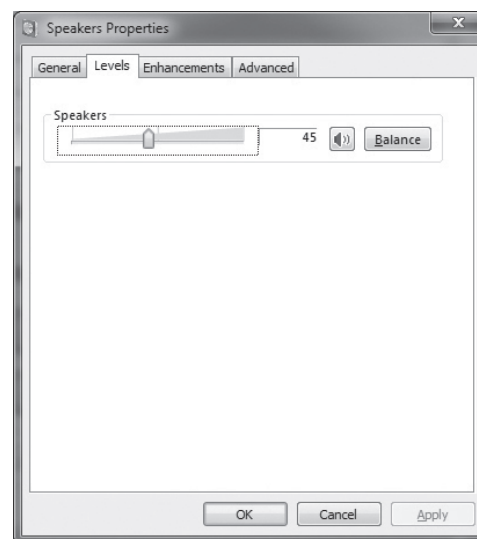 Speakers Properties
General Levels Enhancements Advanced
Speakers
45 Balance
OK Cancel Apply